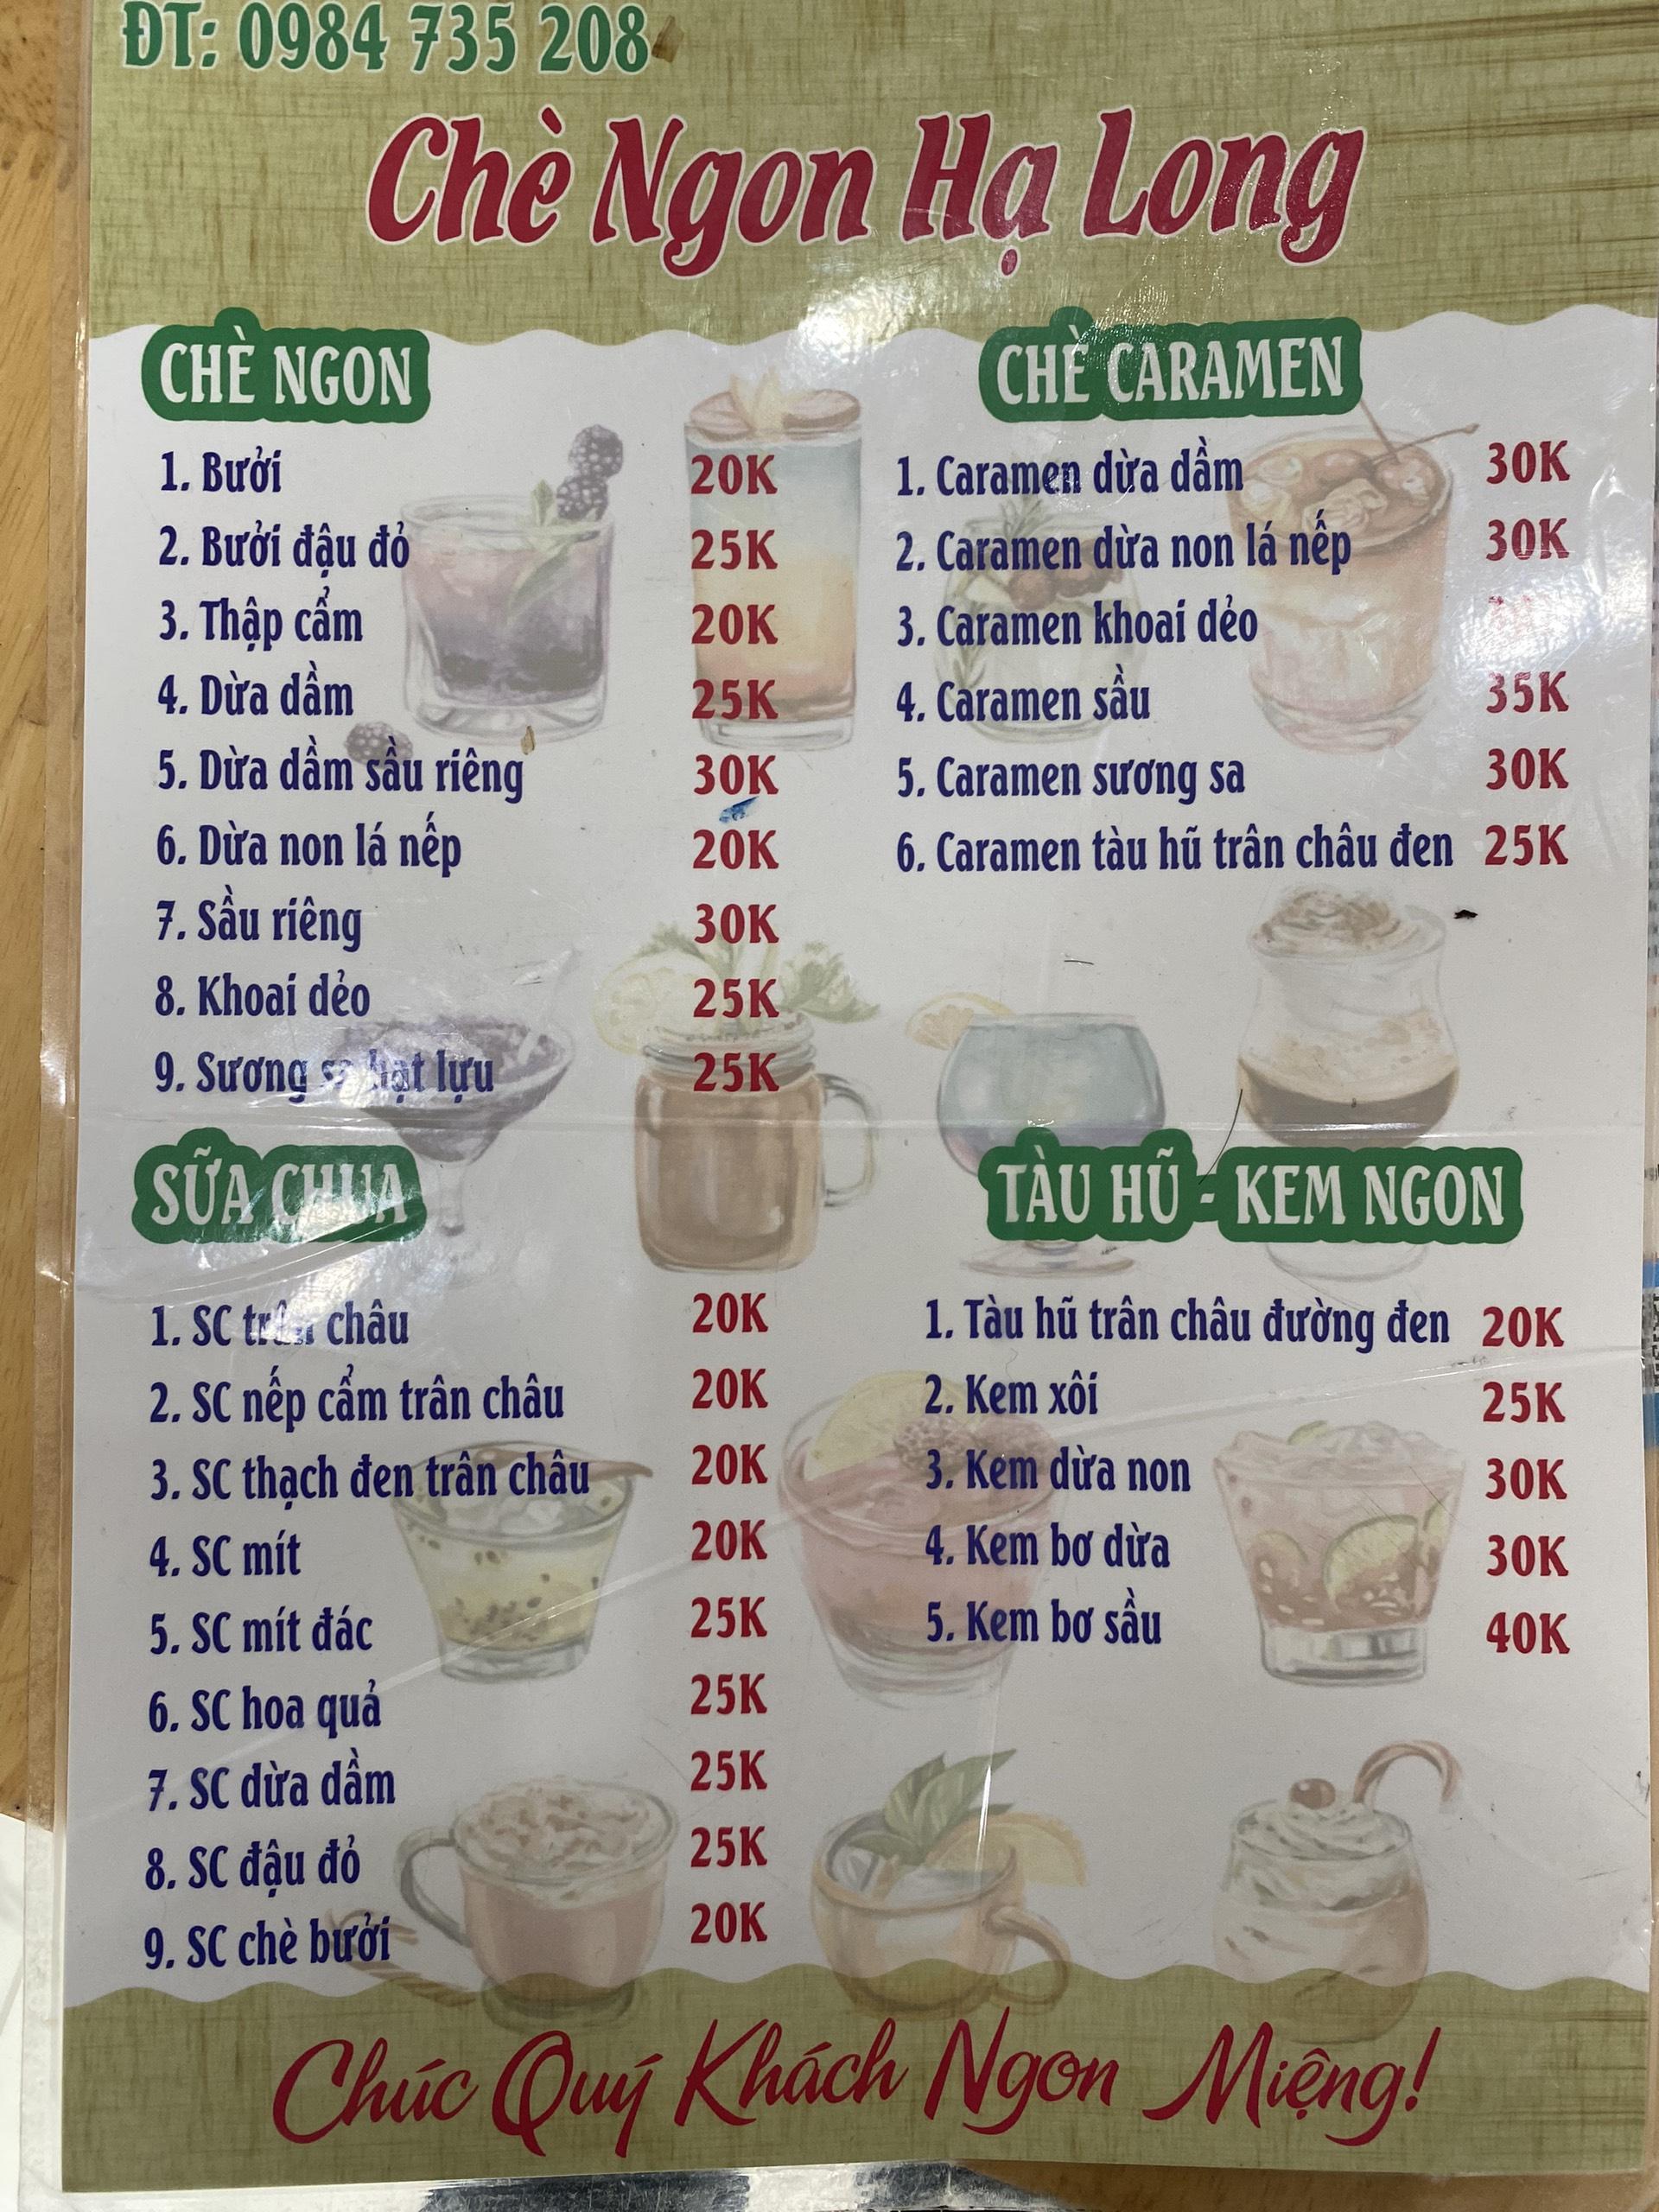 ĐT: 0984 735 208
Chè Ngon Hạ Long
CHÈ NGON
1. Bưởi 20K
2. Bưởi đậu đỏ 25K
3. Thập cẩm 20K
4. Dừa dầm 25K
5. Dừa dầm sầu riêng 30K
6. Dừa non lá nếp 20K
7. Sầu riêng 30K
8. Khoai dẻo 25K
9. Sương sa hạt lựu 25K
CHÈ CARAMEN
1. Caramen dừa dầm 30K
2. Caramen dừa non lá nếp 30K
3. Caramen khoai dẻo
4. Caramen sầu 35K
5. Caramen sương sa 30K
6. Caramen tàu hũ trân châu đen 25K
SỮA CHUA
1. SC trân châu 20K
2. SC nếp cẩm trân châu 20K
3. SC thạch đen trân châu 20K
4. SC mít 20K
5. SC mít đác 25K
6. SC hoa quả 25K
7. SC dừa dầm 25K
8. SC đậu đỏ 25K
9. SC chè bưởi 20K
TÀU HŨ - KEM NGON
1. Tàu hũ trân châu đường đen 20K
2. Kem xôi 25K
3. Kem dừa non 30K
4. Kem bơ dừa 30K
5. Kem bơ sầu 40K
Chúc Quý Khách Ngon Miệng!